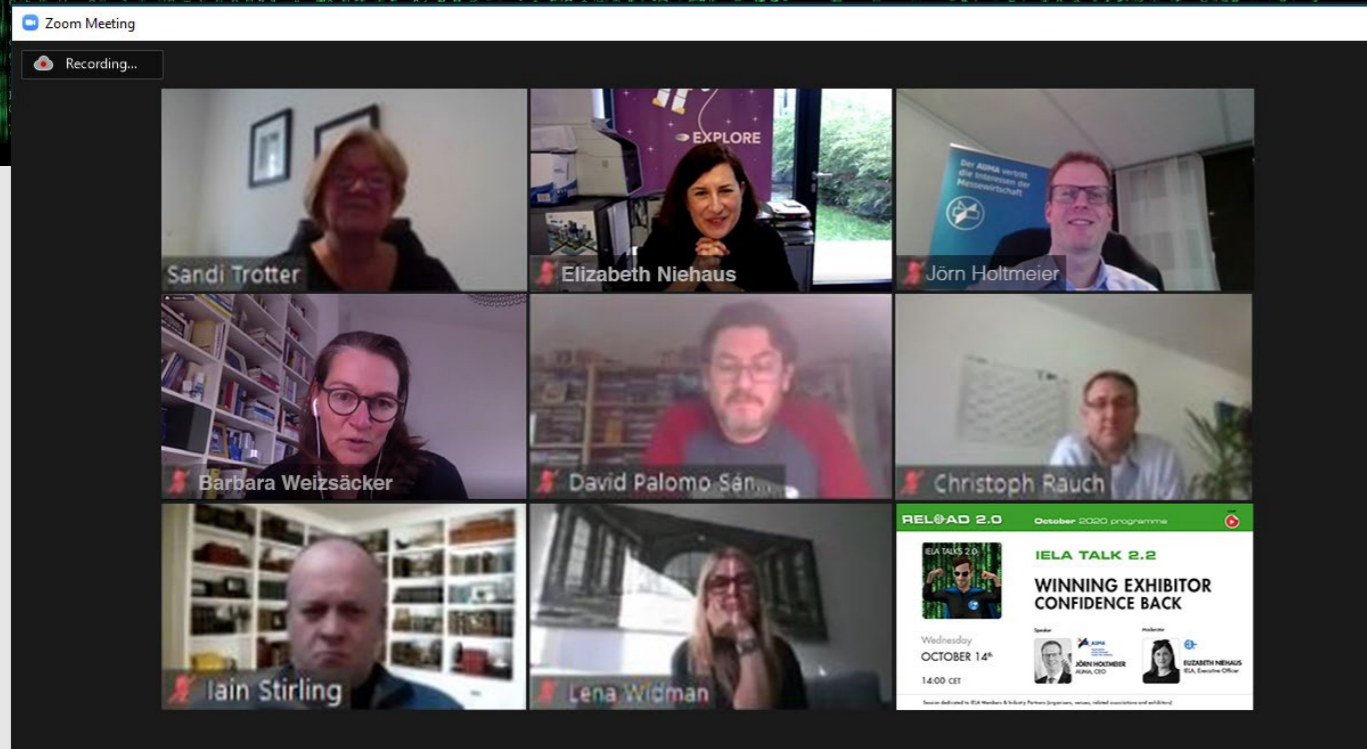 Zoom Meeting
Recording...
EXPLORE
Der AUMA vertritt
die Interessen der
Messewirtschaft
Sandi Trotter
Elizabeth Niehaus
Jörn Holtmeier
Barbara Weizsäcker
David Palomo Sán...
Christoph Rauch
Iain Stirling
Lena Widman
RELOAD 2.0
October 2020 programme
IELA TALKS 2.0
IELA TALK 2.2
WINNING EXHIBITOR
CONFIDENCE BACK
Wednesday
OCTOBER 14th
14:00 CET
Speaker
Moderator
AUMA
JÖRN HOLTMEIER
AUMA, CEO
ELIZABETH NIEHAUS
IELA, Executive Officer
Session dedicated to IELA Members & Industry Partners (organisers, venues, related associations and exhibitors)